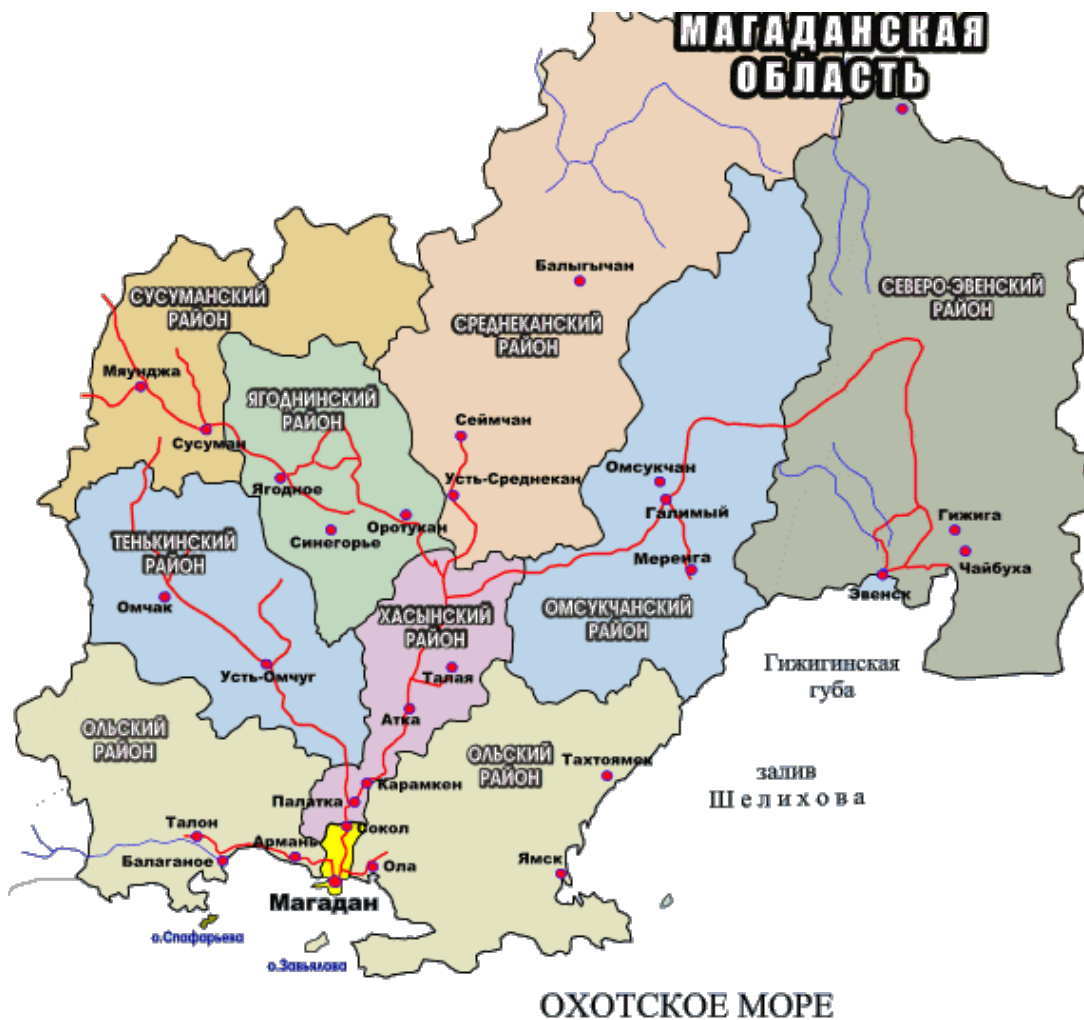 МАГАДАНСКАЯ
ОБЛАСТЬ
Балыгычан
СУСУМАНСКИЙ
РАЙОН
СЕВЕРО-ЭВЕНСКИЙ
РАЙОН
СРЕДНЕКАНСКИЙ
РАЙОН
Мяунджа
ЯГОДНИНСКИЙ
РАЙОН
Сеймчан
Сусуман
Омсукчан
Усть-Среднекан
Ягодное
Галимый
Оротукан
Гижига
ТЕНЬКИНСКИЙ
РАЙОН
Синегорье
Меренга
Чайбуха
Эвенск
Омчак
ХАСЫНСКИЙ
РАЙОН
ОМСУКЧАНСКИЙ
РАЙОН
Гижигинская
губа
Усть-Омчуг
Талая
Атка
ОЛЬСКИЙ
РАЙОН
ОЛЬСКИЙ
РАЙОН
Тахтоямск
залив
Шелихова
Карамкен
Палатка
Талон
Сокол
Армань
Балаганое
Ола
Ямск
Магадан
о.Спафарьева
о.Завьялова
ОХОТСКОЕ МОРЕ